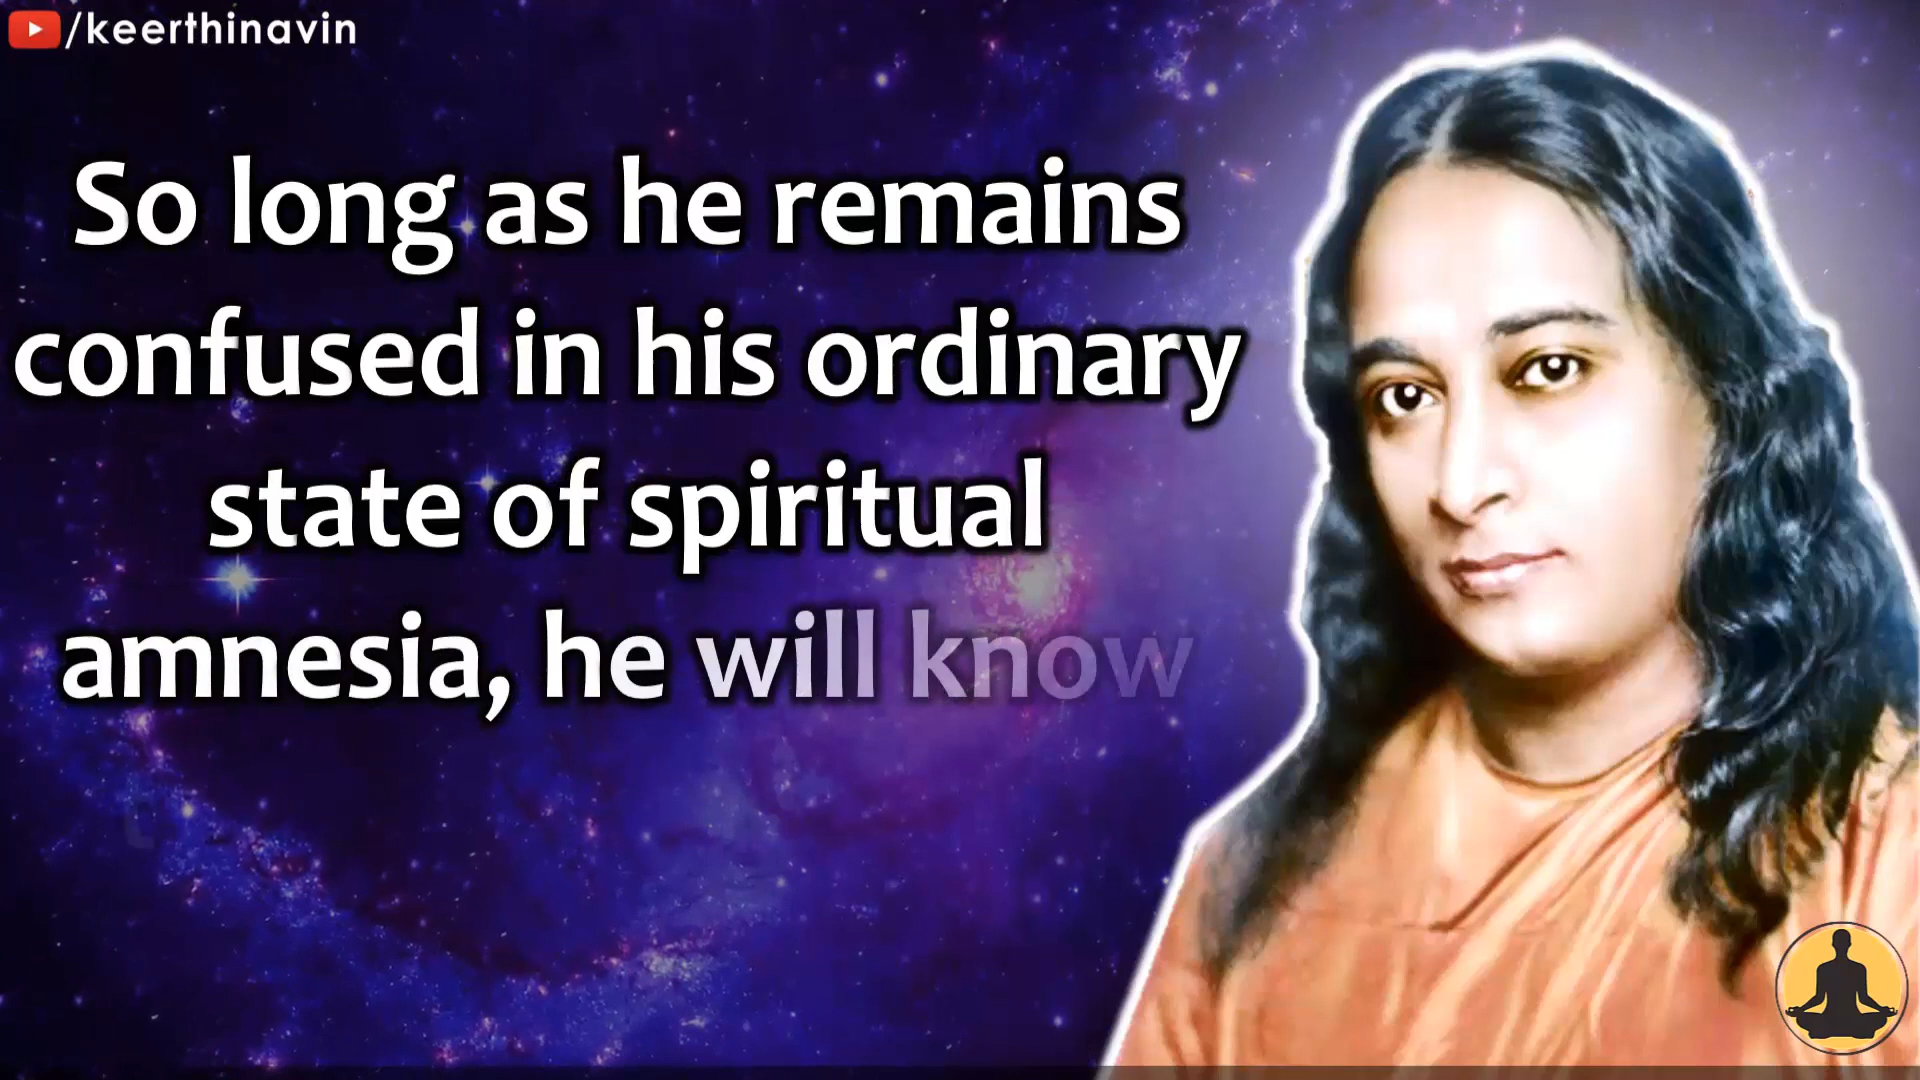 /keerthinavin
So long as he remains
confused in his ordinary
state of spiritual
amnesia, he will know